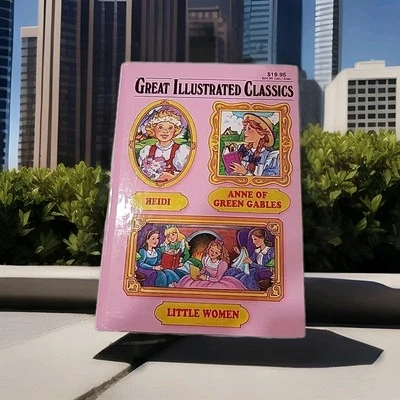 $19.95
GREAT ILLUSTRATED CLASSICS
HEIDI
ANNE OF
GREEN GABLES
LITTLE WOMEN